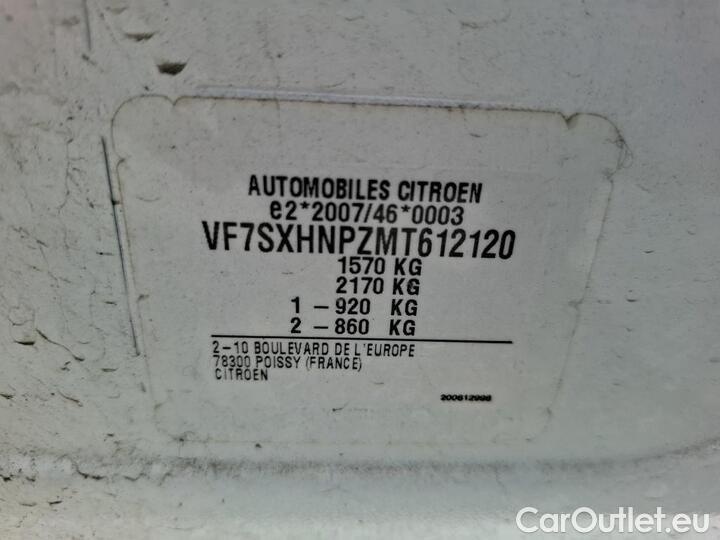 AUTOMOBILES CITROEN
e2*2007/46*0003
VF7SXHNPZMT612120
1570 KG
2170 KG
1 – 920 KG
2 – 860 KG
2–10 BOULEVARD DE L'EUROPE
78300 POISSY (FRANCE)
CITROEN
200612998
CarOutlet.eu